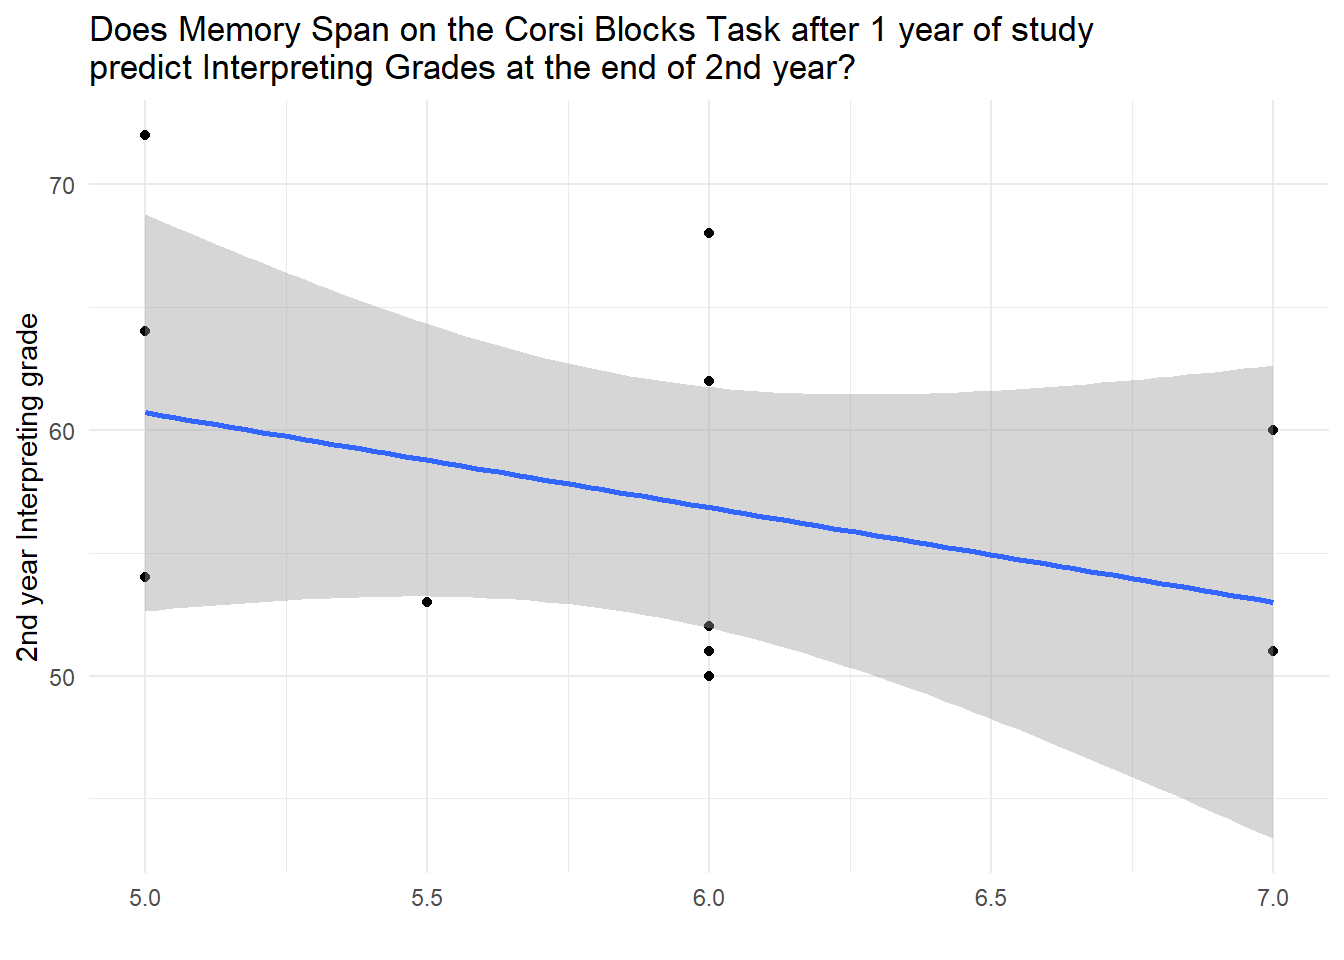 Does Memory Span on the Corsi Blocks Task after 1 year of study
predict Interpreting Grades at the end of 2nd year?
2nd year Interpreting grade
70
60
50
5.0
5.5
6.0
6.5
7.0